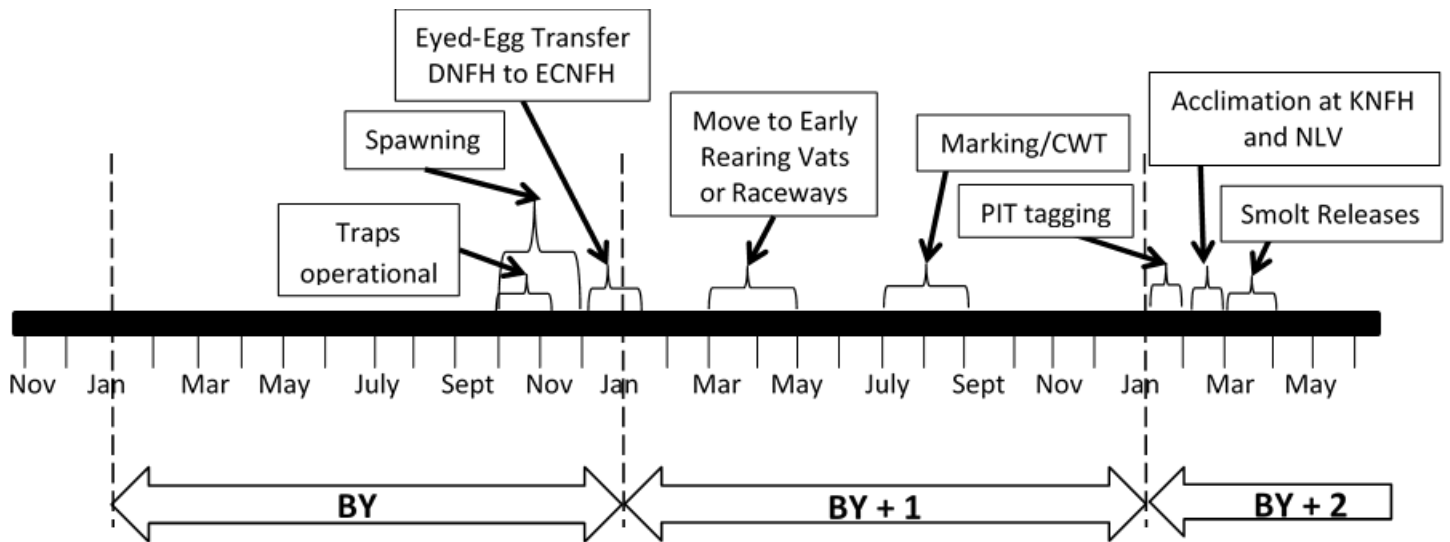 Eyed-Egg Transfer
DNFH to ECNFH
Spawning
Traps
operational
Move to Early
Rearing Vats
or Raceways
Marking/CWT
PIT tagging
Acclimation at KNFH
and NLV
Smolt Releases
Nov Jan Mar May July Sept Nov Jan Mar May July Sept Nov Jan Mar May
BY BY + 1 BY + 2